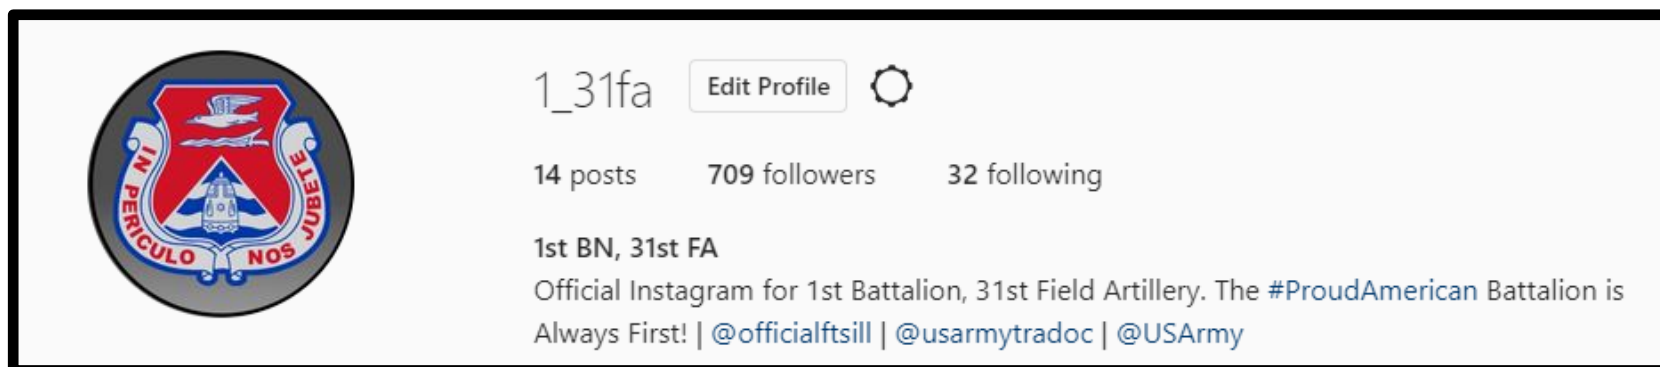 IN PERICULO NOS JUBETE
1_31fa Edit Profile
14 posts 709 followers 32 following
1st BN, 31st FA
Official Instagram for 1st Battalion, 31st Field Artillery. The #ProudAmerican Battalion is
Always First! | @officialftsill | @usarmytradoc | @USArmy